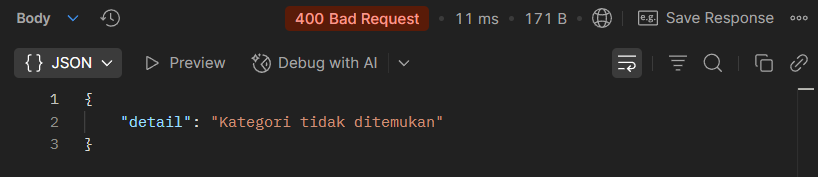 Body 400 Bad Request • 11 ms • 171 B e.g. Save Response
{} JSON Preview Debug with AI
1 {
2 "detail": "Kategori tidak ditemukan"
3 }